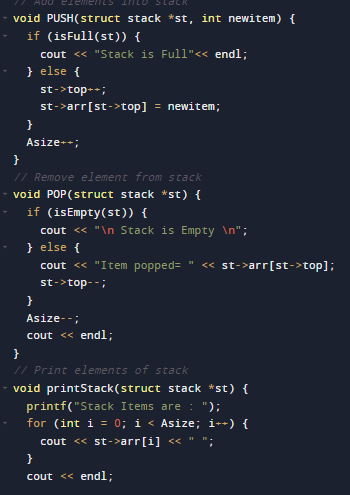 // Add elements into stack
void PUSH(struct stack *st, int newitem) {
  if (isFull(st)) {
    cout << "Stack is Full"<< endl;
  } else {
    st->top++;
    st->arr[st->top] = newitem;
  }
  Asize++;
}
// Remove element from stack
void POP(struct stack *st) {
  if (isEmpty(st)) {
    cout << "\n Stack is Empty \n";
  } else {
    cout << "Item popped= " << st->arr[st->top];
    st->top--;
  }
  Asize--;
  cout << endl;
}
// Print elements of stack
void printStack(struct stack *st) {
  printf("Stack Items are : ");
  for (int i = 0; i < Asize; i++) {
    cout << st->arr[i] << " ";
  }
  cout << endl;